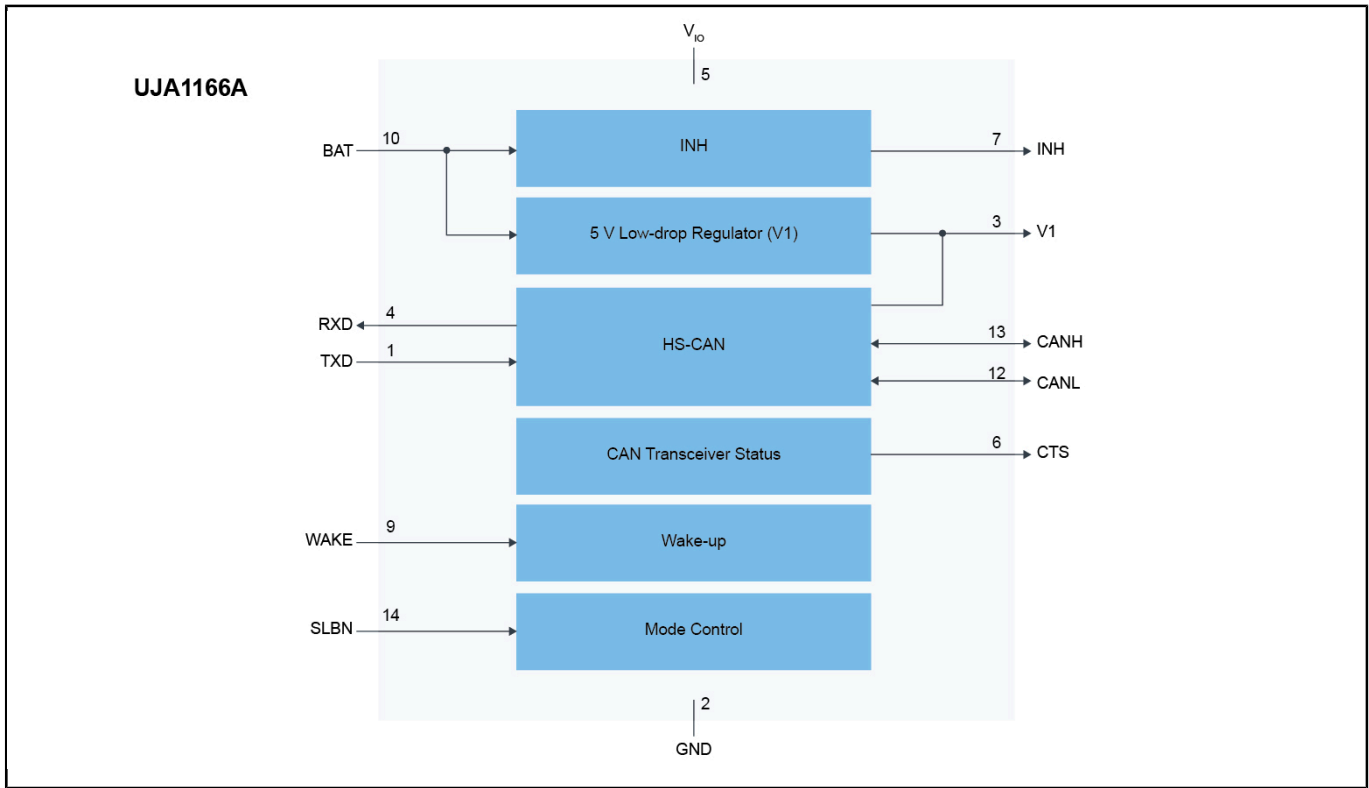 V_IO
5
UJA1166A
BAT 10 INH 7 INH
5 V Low-drop Regulator (V1) 3 V1
RXD 4 HS-CAN 13 CANH
TXD 1 12 CANL
CAN Transceiver Status 6 CTS
WAKE 9 Wake-up
SLBN 14 Mode Control
2
GND